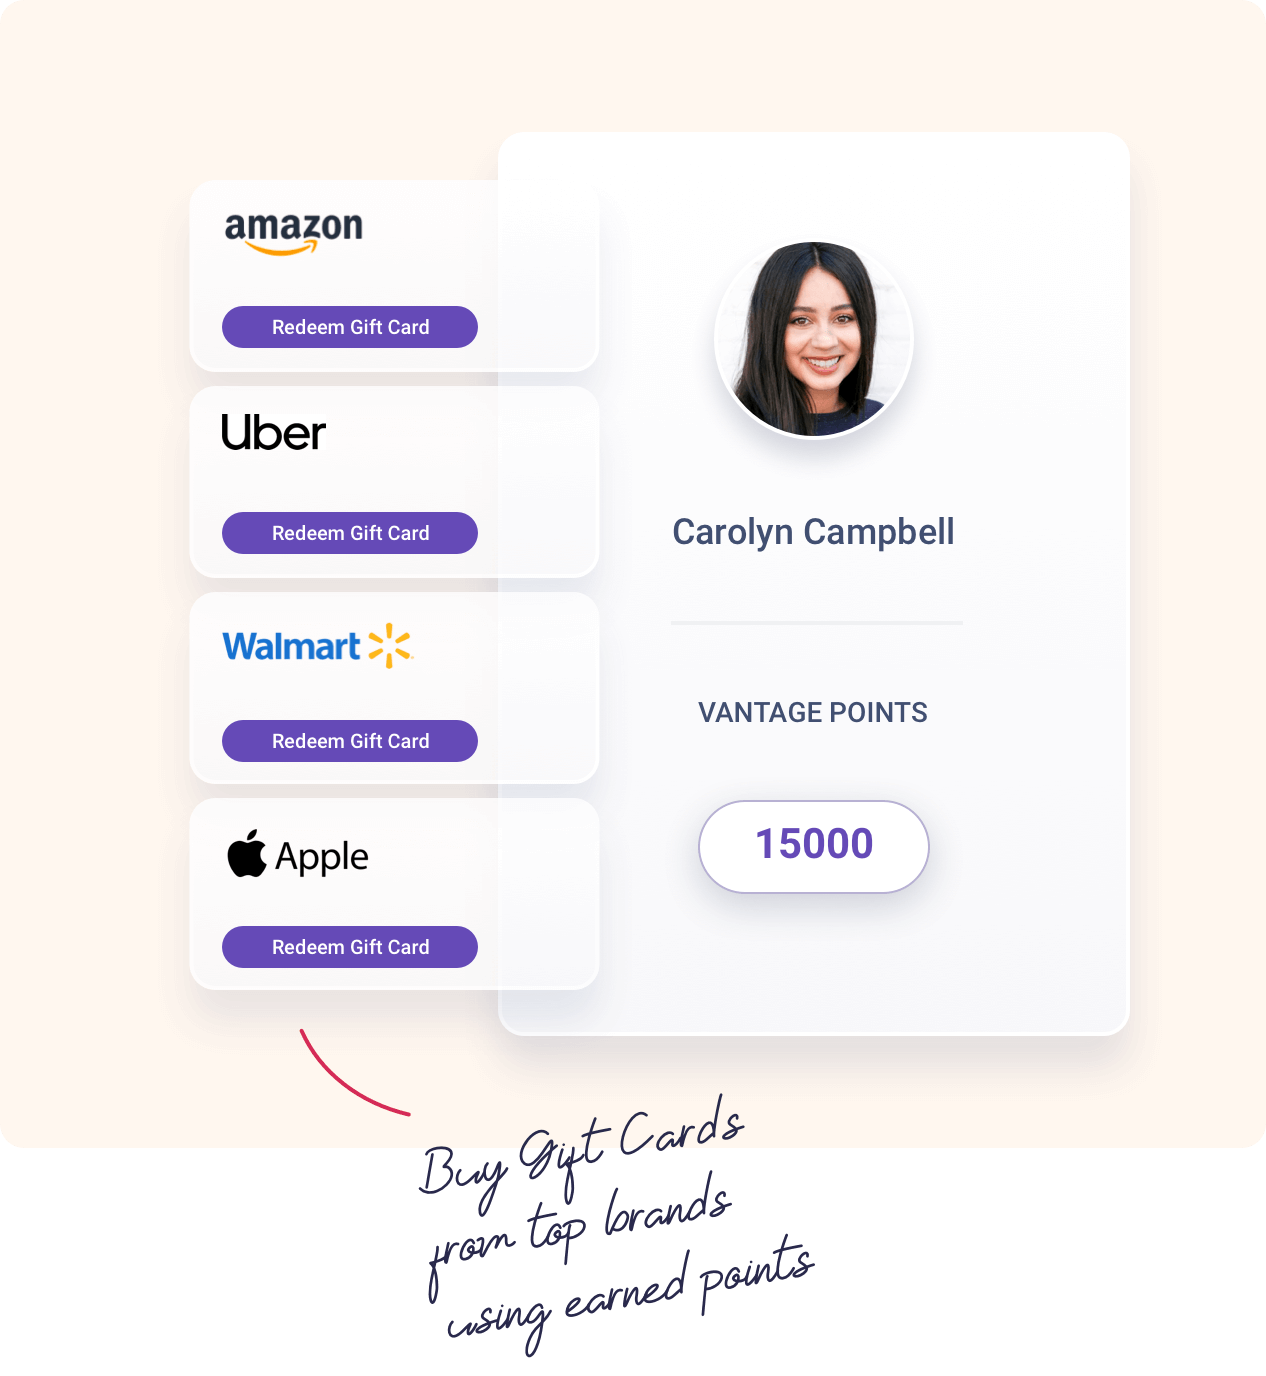 amazon
Redeem Gift Card
Uber
Redeem Gift Card
Walmart
Redeem Gift Card
Apple
Redeem Gift Card
Carolyn Campbell
VANTAGE POINTS
15000
Buy Gift Cards
from top brands
using earned points